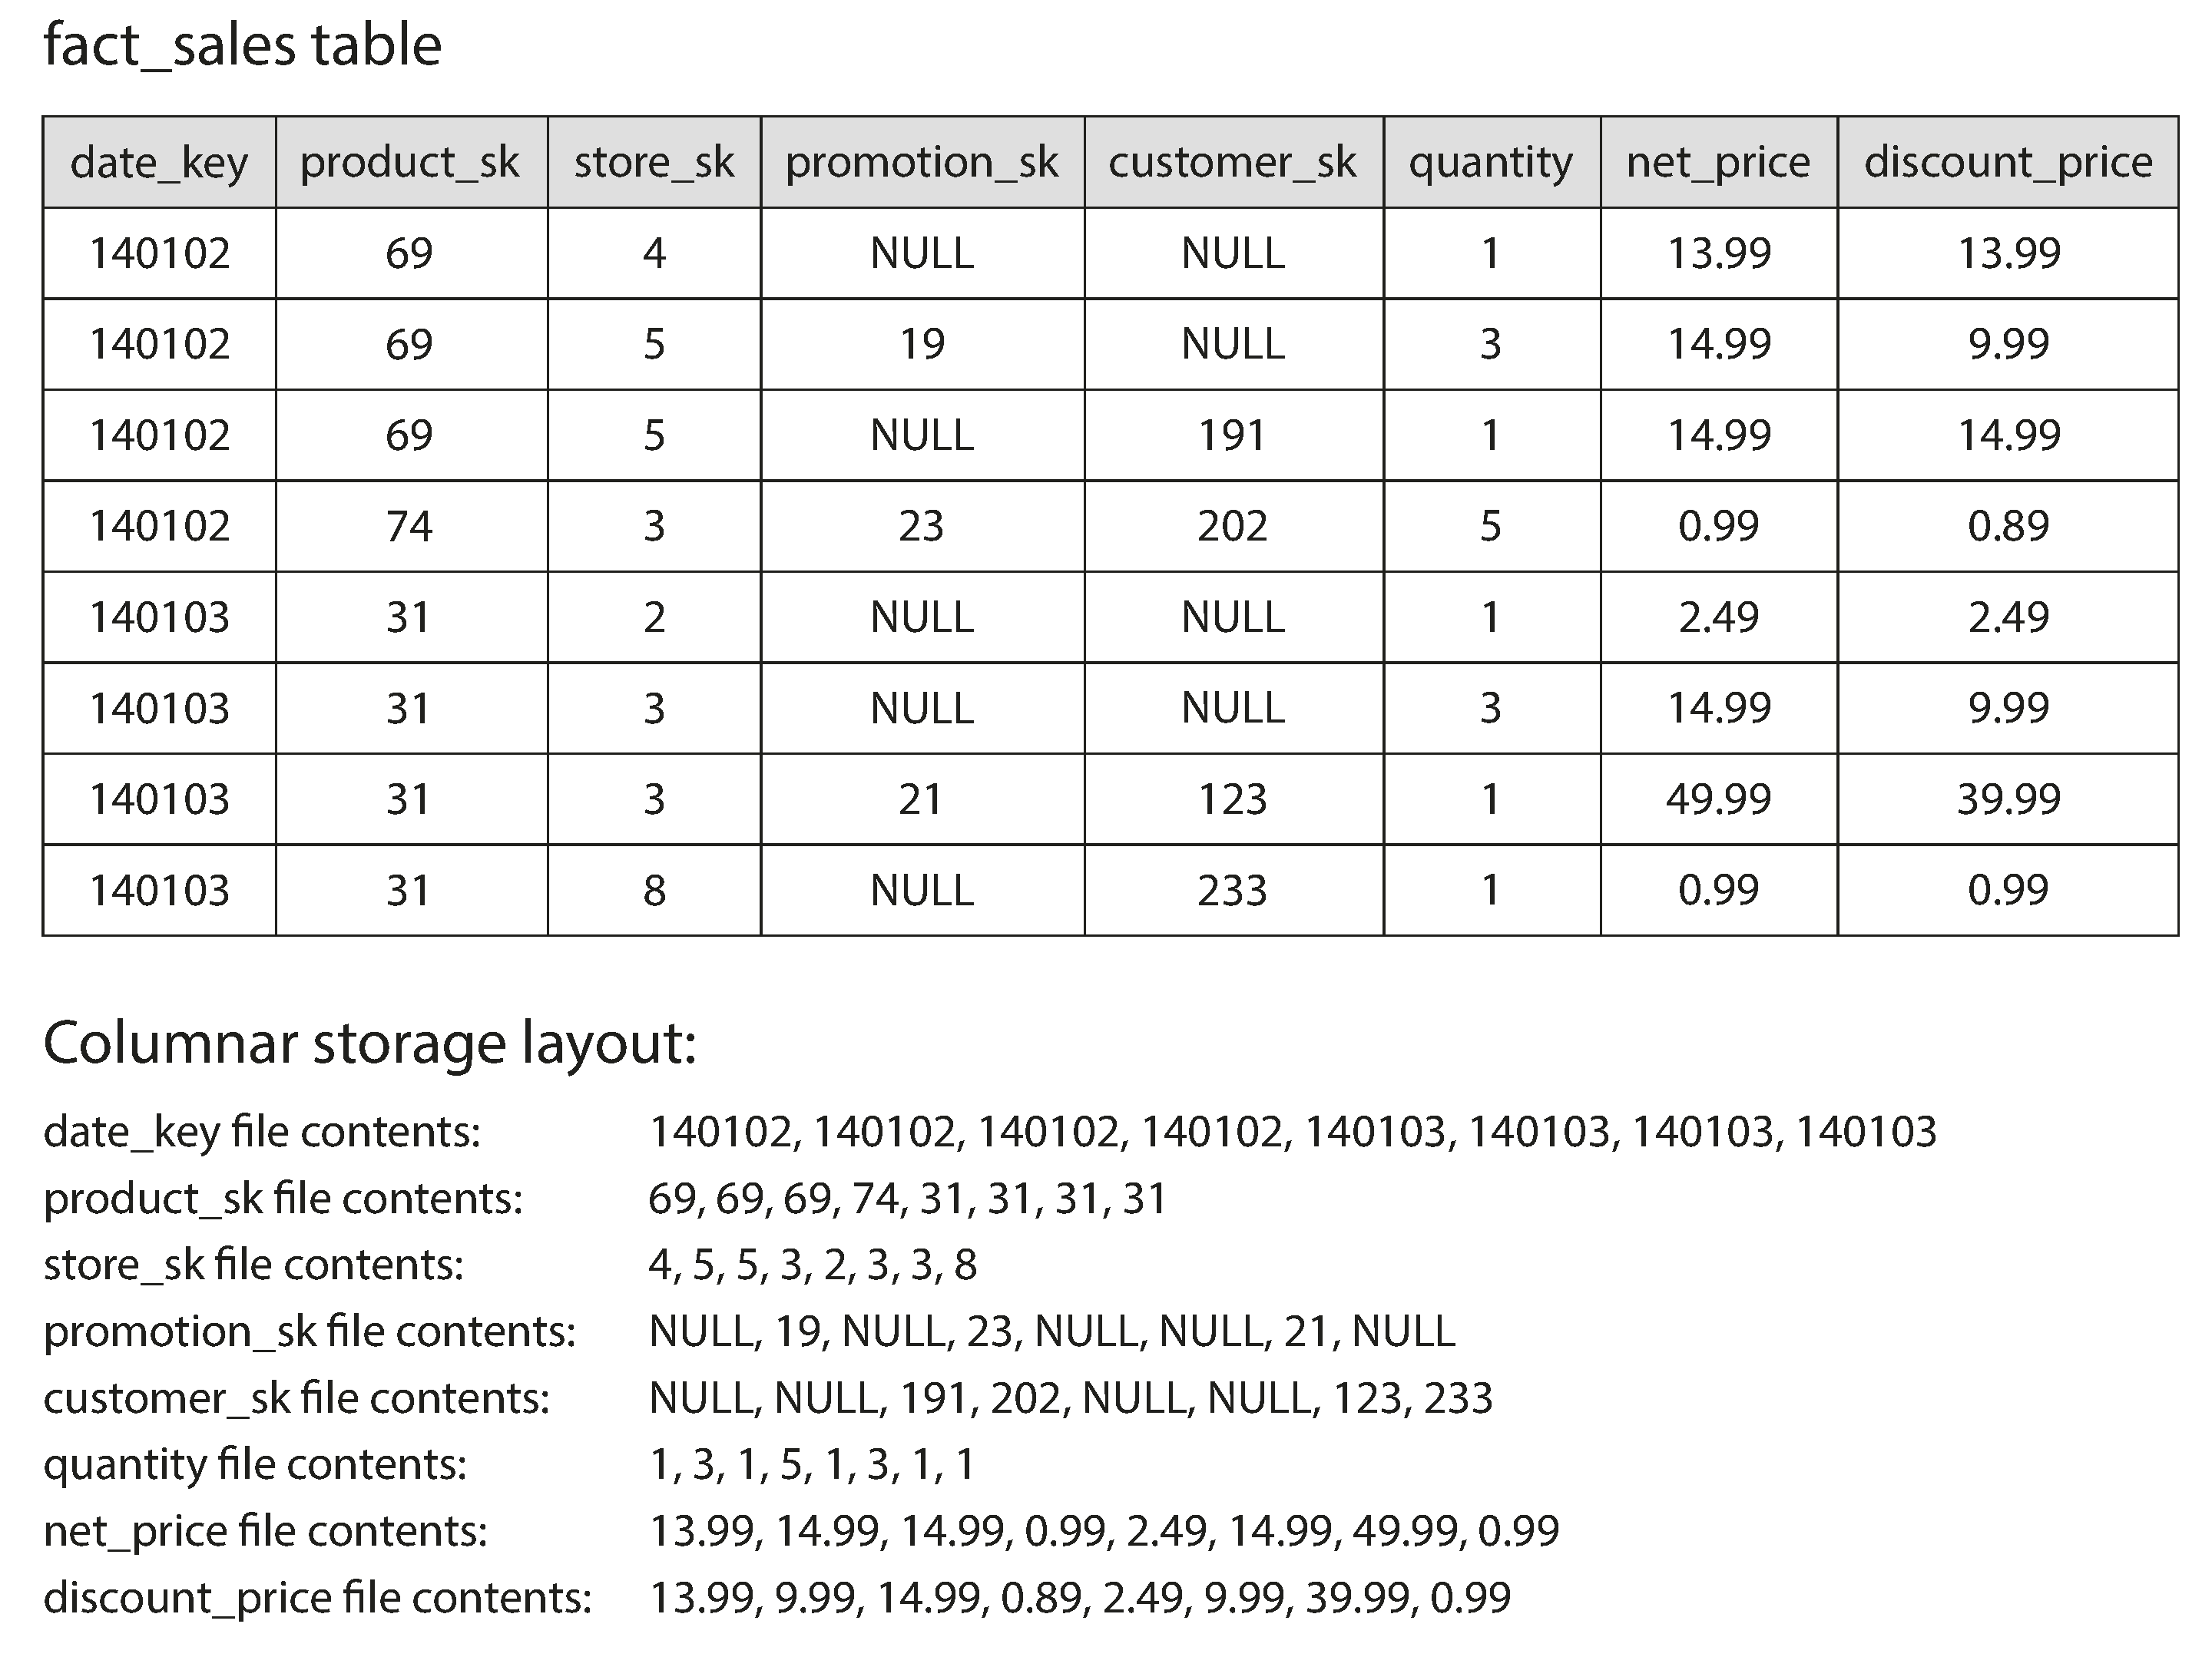 fact_sales table
date_key product_sk store_sk promotion_sk customer_sk quantity net_price discount_price
140102 69 4 NULL NULL 1 13.99 13.99
140102 69 5 19 NULL 3 14.99 9.99
140102 69 5 NULL 191 1 14.99 14.99
140102 74 3 23 202 5 0.99 0.89
140103 31 2 NULL NULL 1 2.49 2.49
140103 31 3 NULL NULL 3 14.99 9.99
140103 31 3 21 123 1 49.99 39.99
140103 31 8 NULL 233 1 0.99 0.99
Columnar storage layout:
date_key file contents: 140102, 140102, 140102, 140102, 140103, 140103, 140103, 140103
product_sk file contents: 69, 69, 69, 74, 31, 31, 31, 31
store_sk file contents: 4, 5, 5, 3, 2, 3, 3, 8
promotion_sk file contents: NULL, 19, NULL, 23, NULL, NULL, 21, NULL
customer_sk file contents: NULL, NULL, 191, 202, NULL, NULL, 123, 233
quantity file contents: 1, 3, 1, 5, 1, 3, 1, 1
net_price file contents: 13.99, 14.99, 14.99, 0.99, 2.49, 14.99, 49.99, 0.99
discount_price file contents: 13.99, 9.99, 14.99, 0.89, 2.49, 9.99, 39.99, 0.99